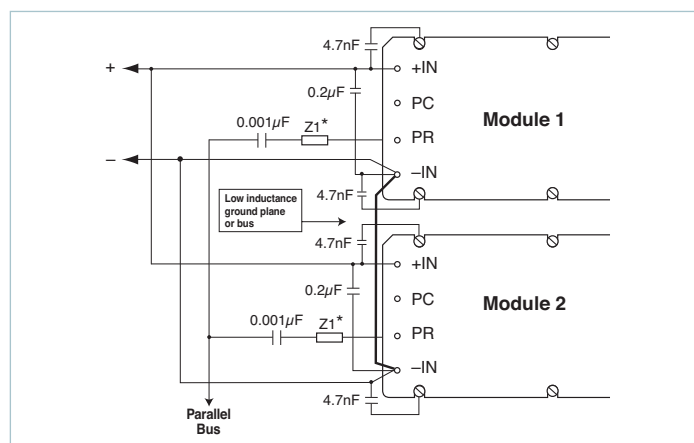 4.7nF
+
+IN
0.2µF
PC
0.001µF
Z1*
PR
Module 1
–
–IN
4.7nF
Low inductance
ground plane
or bus
4.7nF
+IN
0.2µF
PC
Module 2
0.001µF
Z1*
PR
–IN
4.7nF
Parallel
Bus